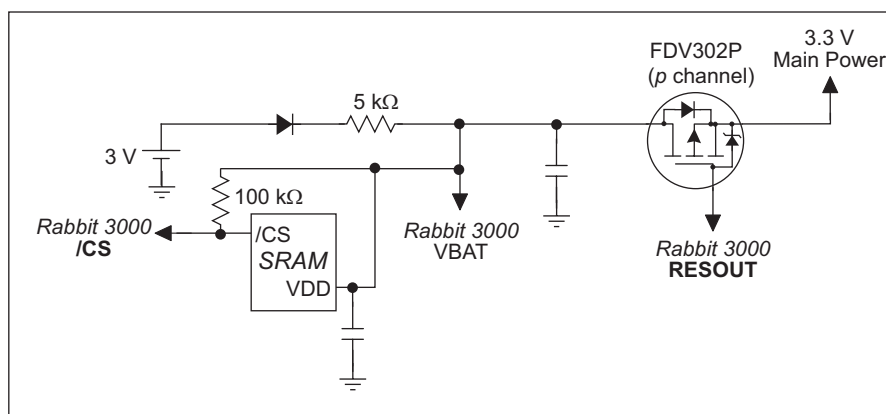 3.3 V
Main Power
FDV302P
(p channel)
5 kΩ
3 V
100 kΩ
Rabbit 3000
/CS
/CS
SRAM
VDD
Rabbit 3000
VBAT
Rabbit 3000
RESOUT